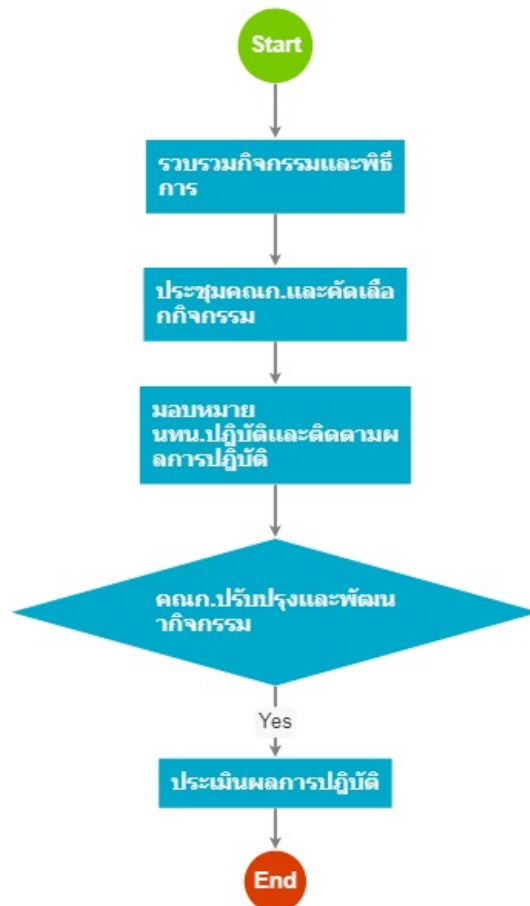 Start
รวบรวมกิจกรรมและพิธี
การ
ประชุมคณก.และคัดเลือ
กกิจกรรม
มอบหมาย
นทน.ปฎิบัติและติดตามผ
ลการปฎิบัติ
คณก.ปรับปรุงและพัฒน
ากิจกรรม
Yes
ประเมินผลการปฎิบัติ
End